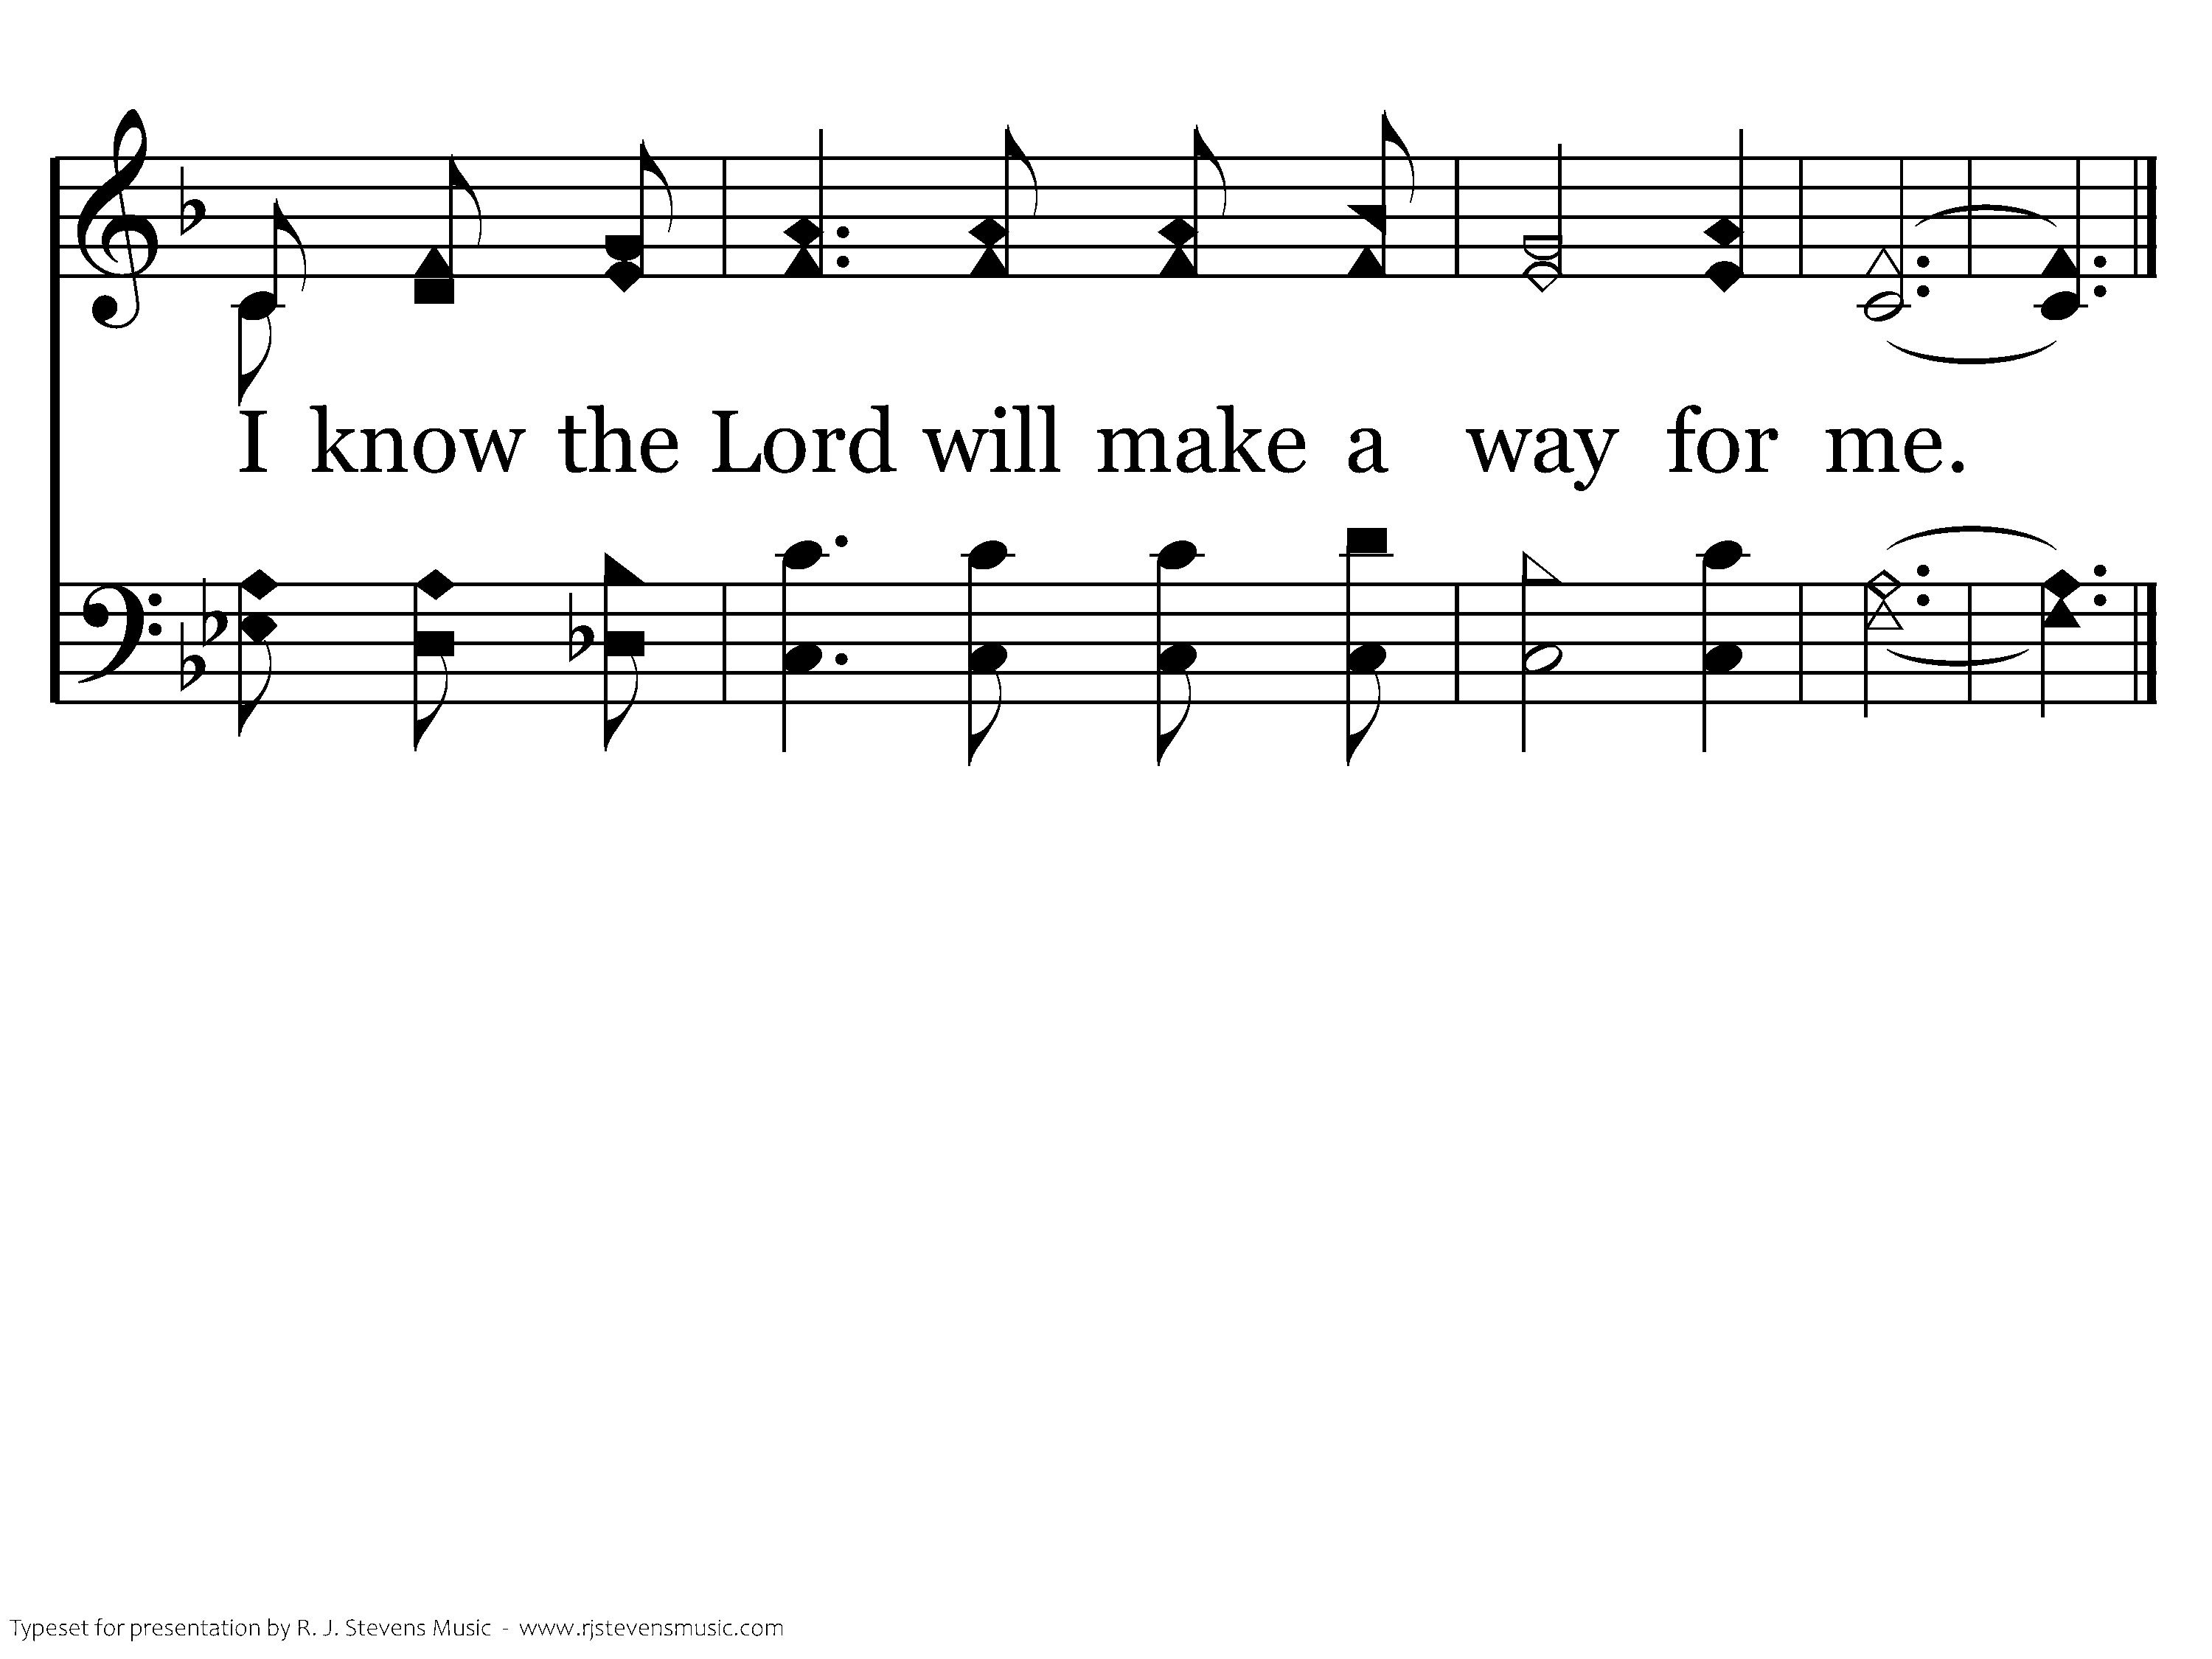 I know the Lord will make a way for me.
Typeset for presentation by R. J. Stevens Music - www.rjstevensmusic.com